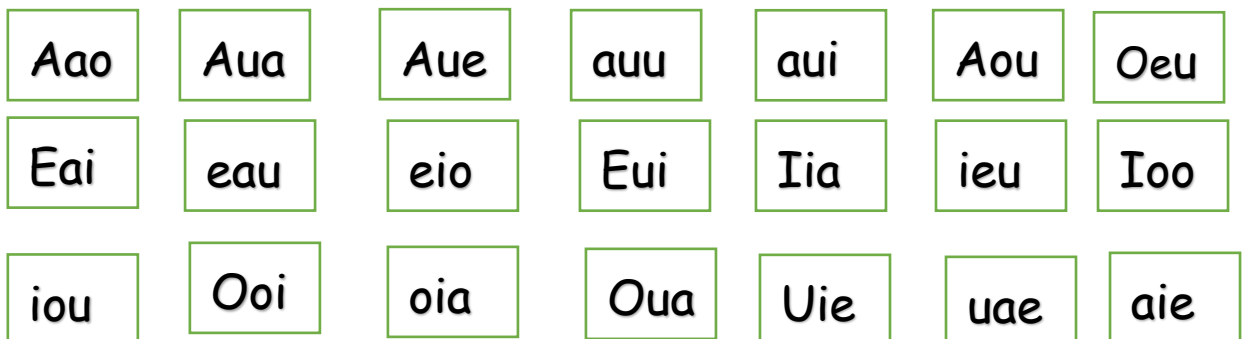 Aao Aua Aue auu aui Aou Oeu
Eai eau eio Eui Iia ieu Ioo
iou Ooi oia Oua Uie uae aie